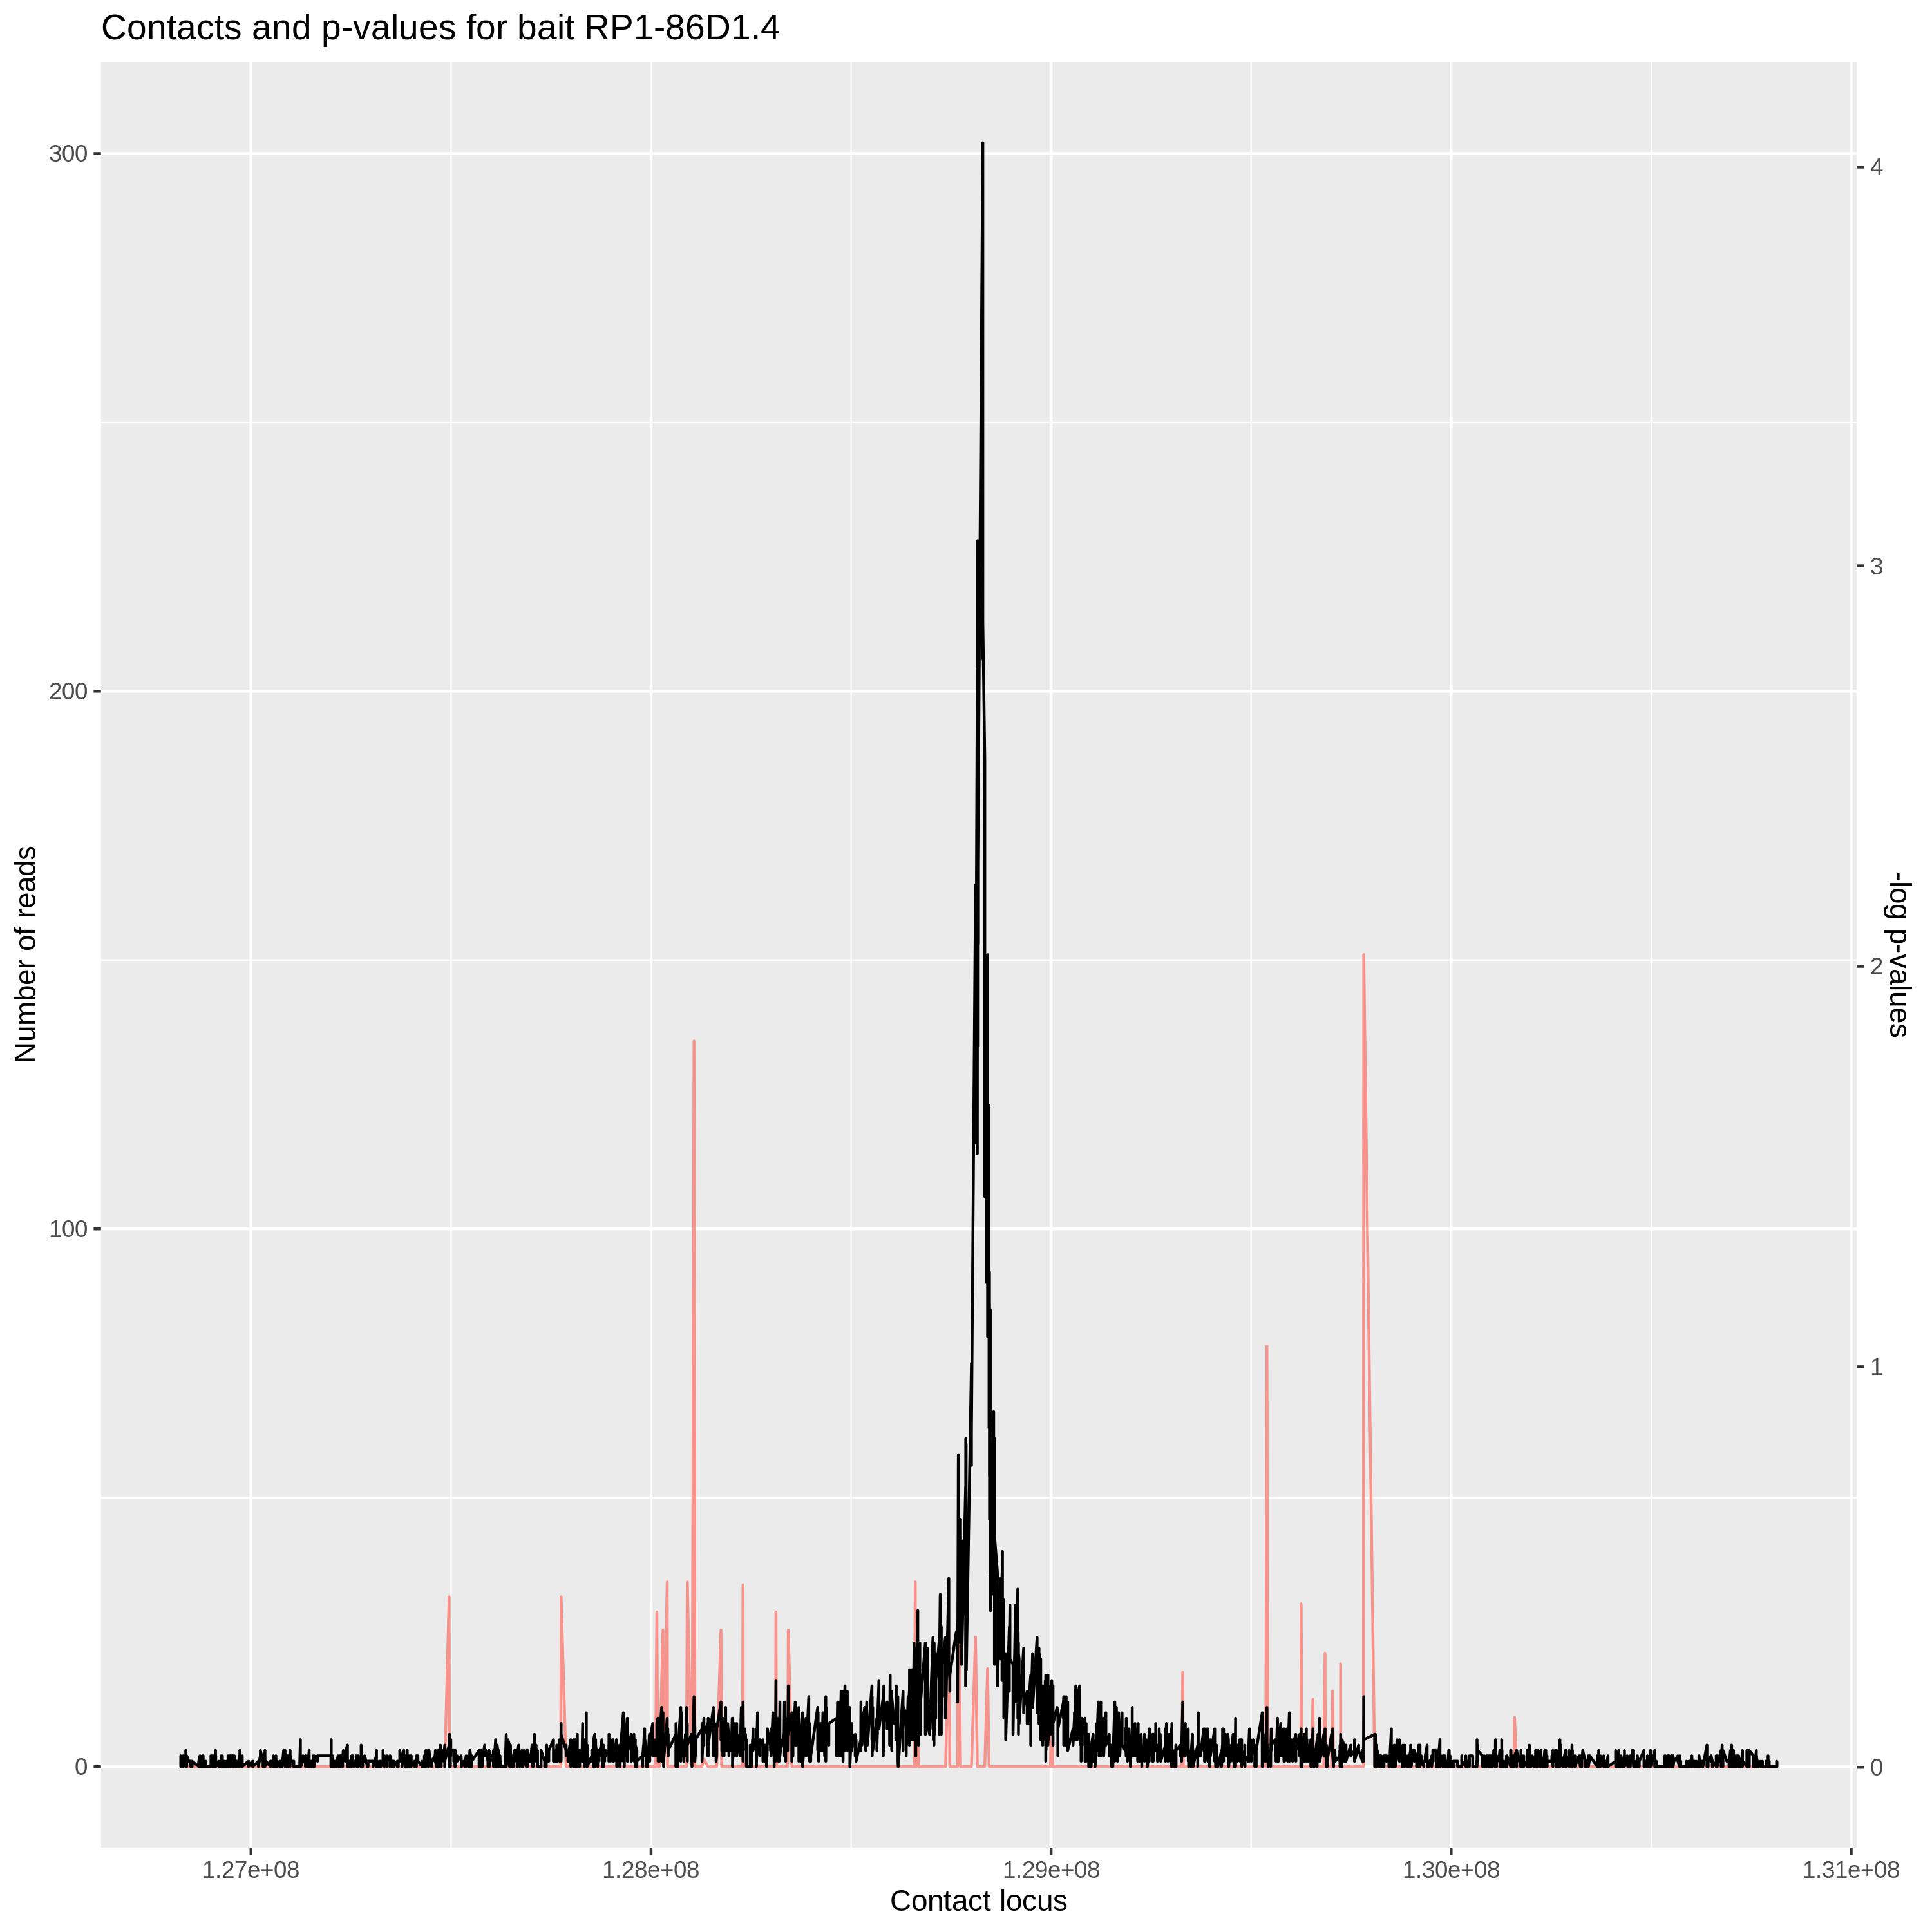 Contacts and p-values for bait RP1-86D1.4
300
200
100
0
4
3
2
1
0
Number of reads
-log p-values
1.27e+08 1.28e+08 1.29e+08 1.30e+08 1.31e+08
Contact locus